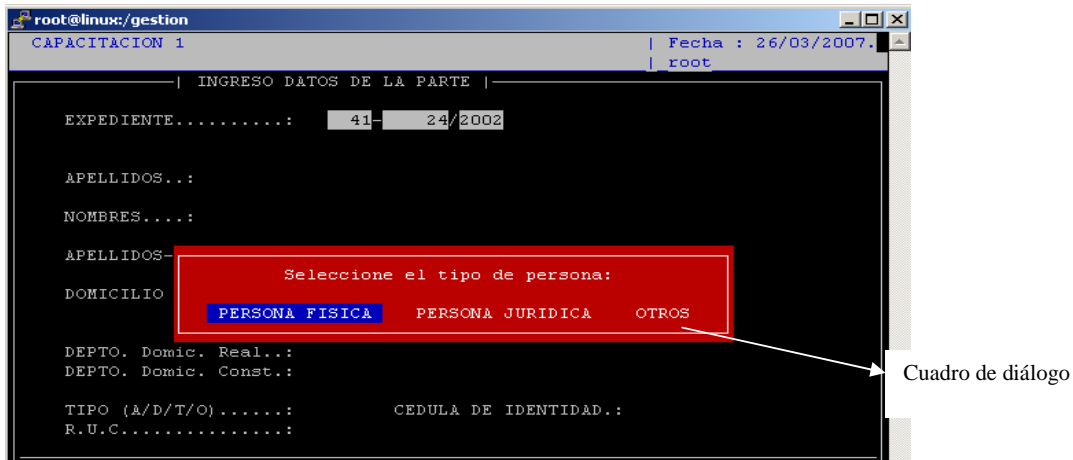 root@linux:/gestion
CAPACITACION 1 | Fecha : 26/03/2007.
| root
| INGRESO DATOS DE LA PARTE |
EXPEDIENTE..........: 41- 24/2002
APELLIDOS..:
NOMBRES....:
APELLIDOS-
Seleccione el tipo de persona:
DOMICILIO
PERSONA FISICA PERSONA JURIDICA OTROS
DEPTO. Domic. Real..:
DEPTO. Domic. Const.:
Cuadro de diálogo
TIPO (A/D/T/O)......: CEDULA DE IDENTIDAD.:
R.U.C...............: